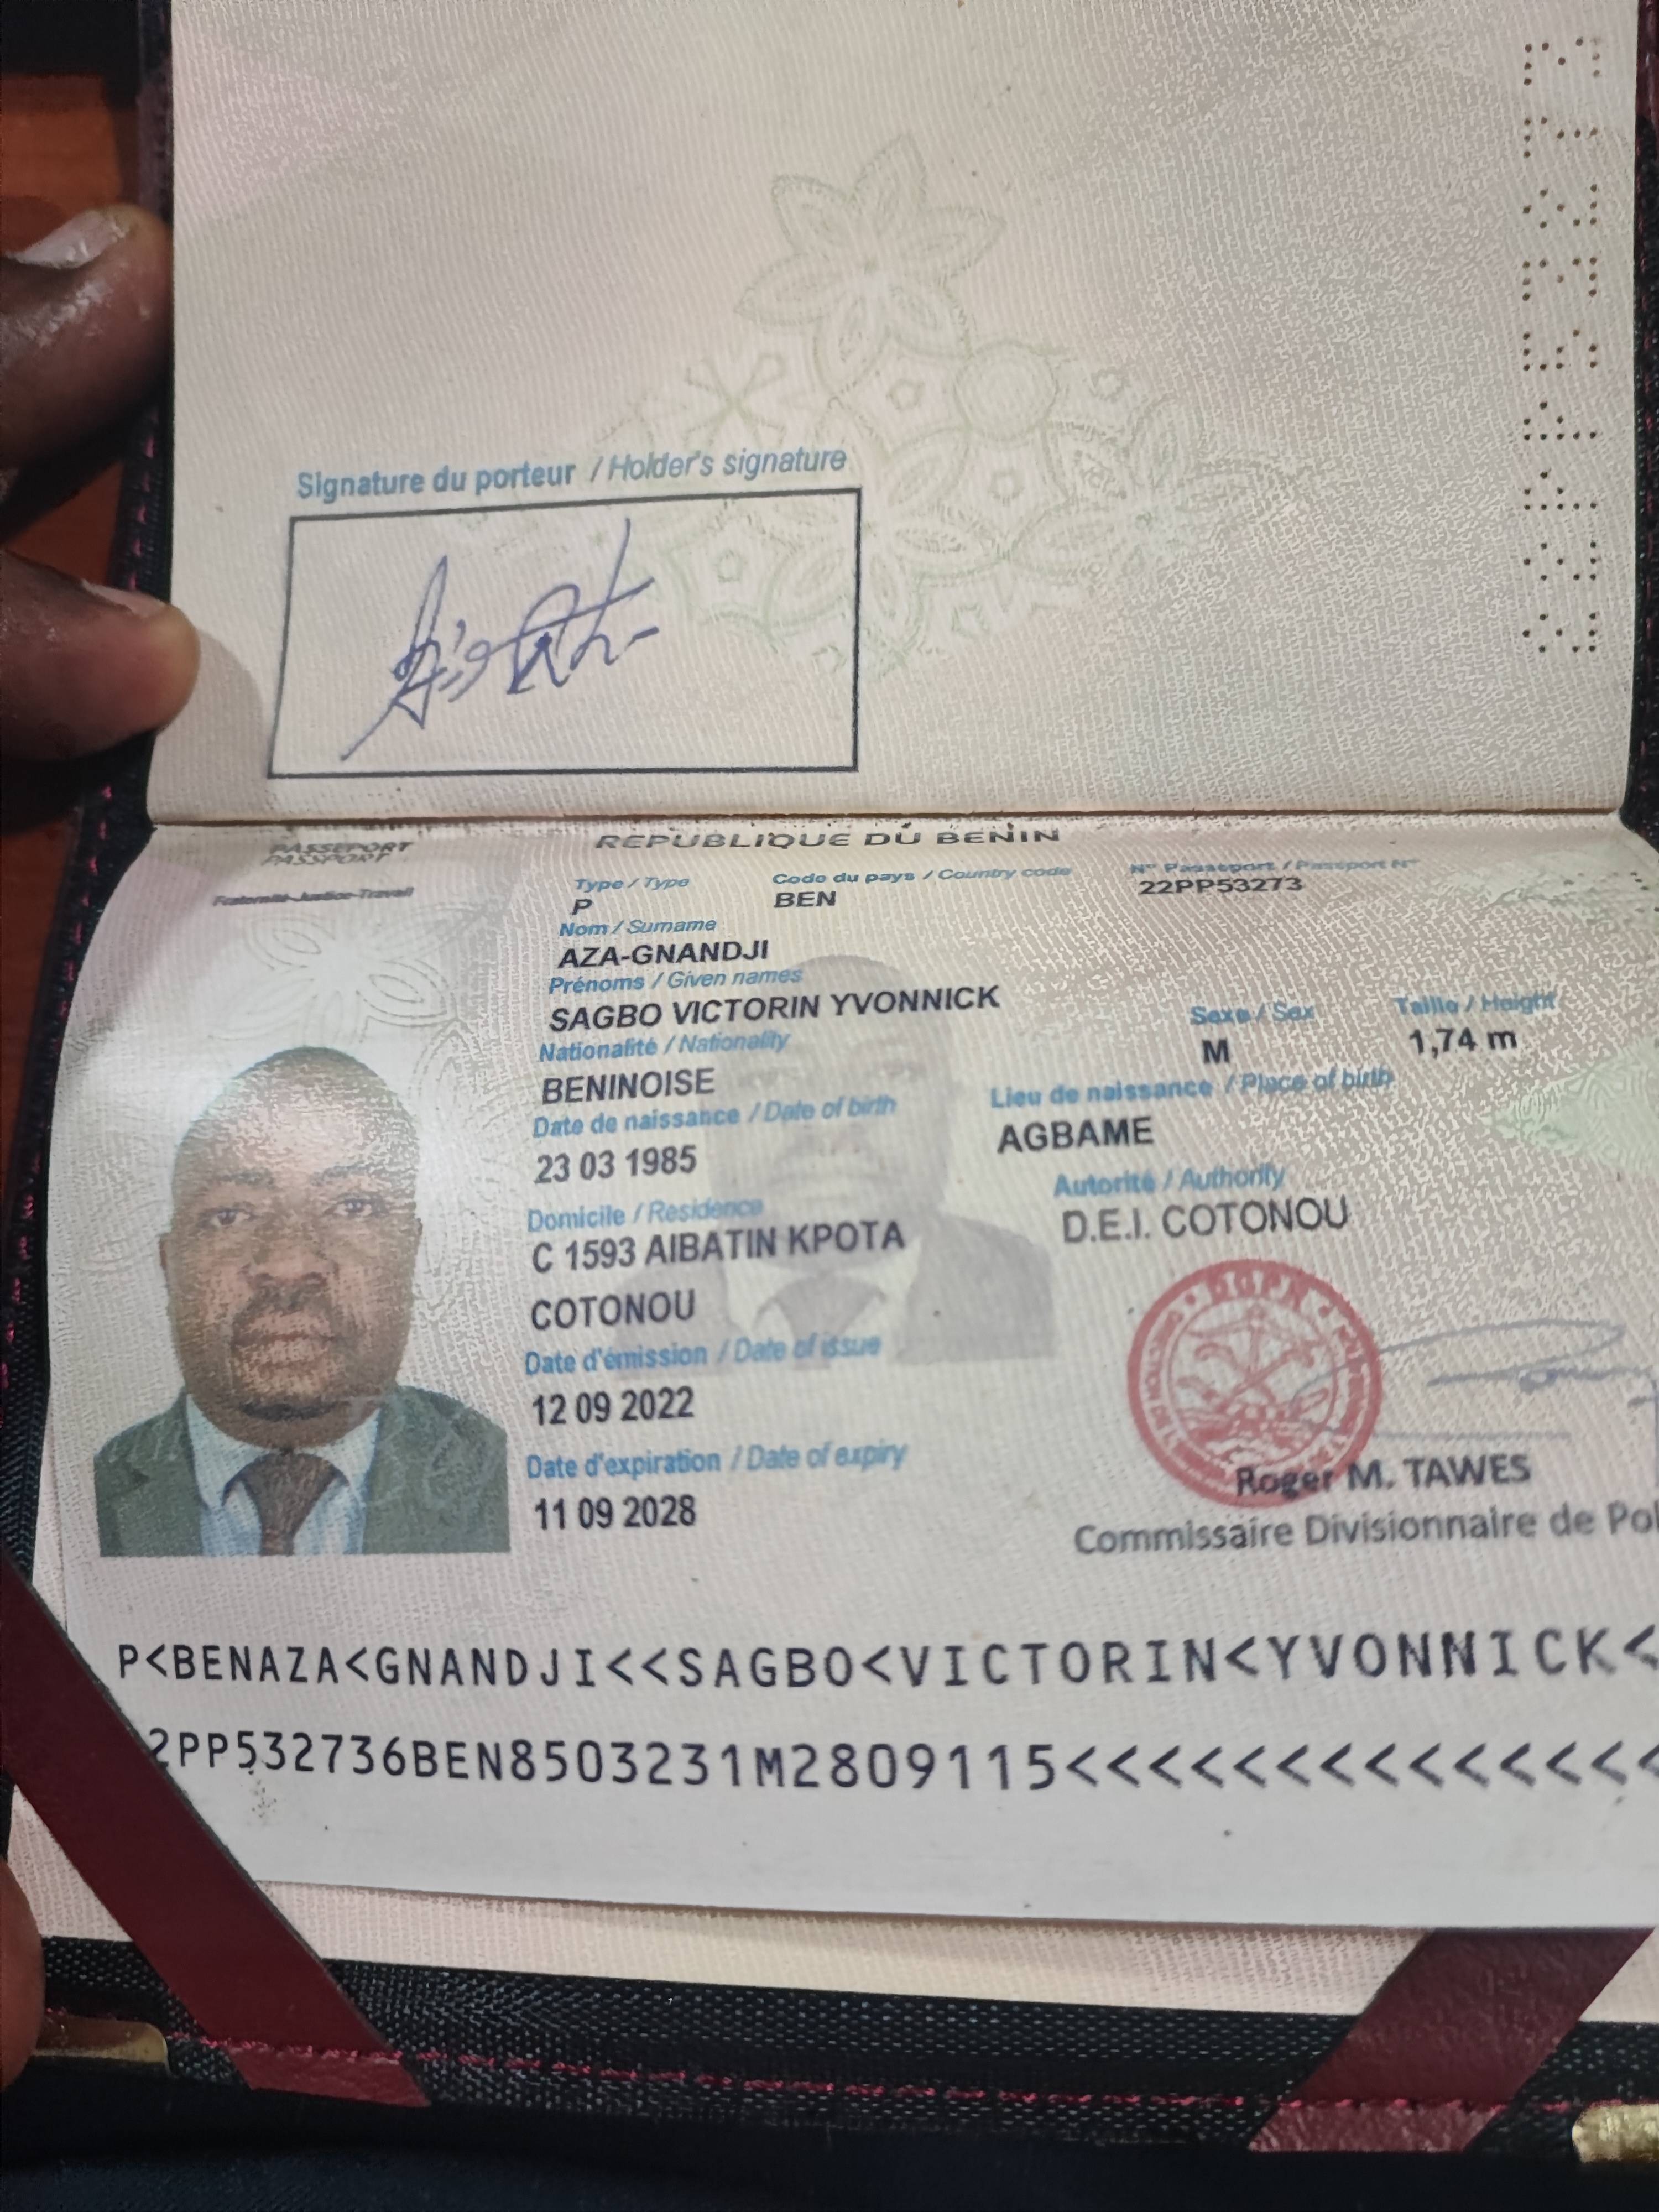 Signature du porteur / Holder's signature
PASSEPORT
PASSPORT
Fraternité-Justice-Travail
REPUBLIQUE DU BENIN
Type / Type
Code du pays / Country code
N° Passeport / Passport N°
P
BEN
22PP53273
Nom / Surname
AZA-GNANDJI
Prénoms / Given names
SAGBO VICTORIN YVONNICK
Sexe / Sex
Taille / Height
M
1,74 m
Nationalité / Nationality
BENINOISE
Lieu de naissance / Place of birth
AGBAME
Date de naissance / Date of birth
23 03 1985
Autorité / Authority
D.E.I. COTONOU
Domicile / Residence
C 1593 AIBATIN KPOTA
COTONOU
Date d'émission / Date of issue
12 09 2022
Date d'expiration / Date of expiry
11 09 2028
Roger M. TAWES
Commissaire Divisionnaire de Pol
P<BENAZA<GNANDJI<<SAGBO<VICTORIN<YVONNICK<
2PP532736BEN8503231M2809115<<<<<<<<<<<<<<